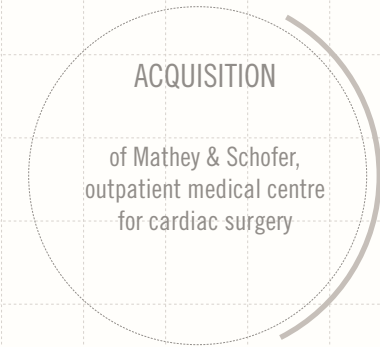 ACQUISITION
of Mathey & Schofer,
outpatient medical centre
for cardiac surgery